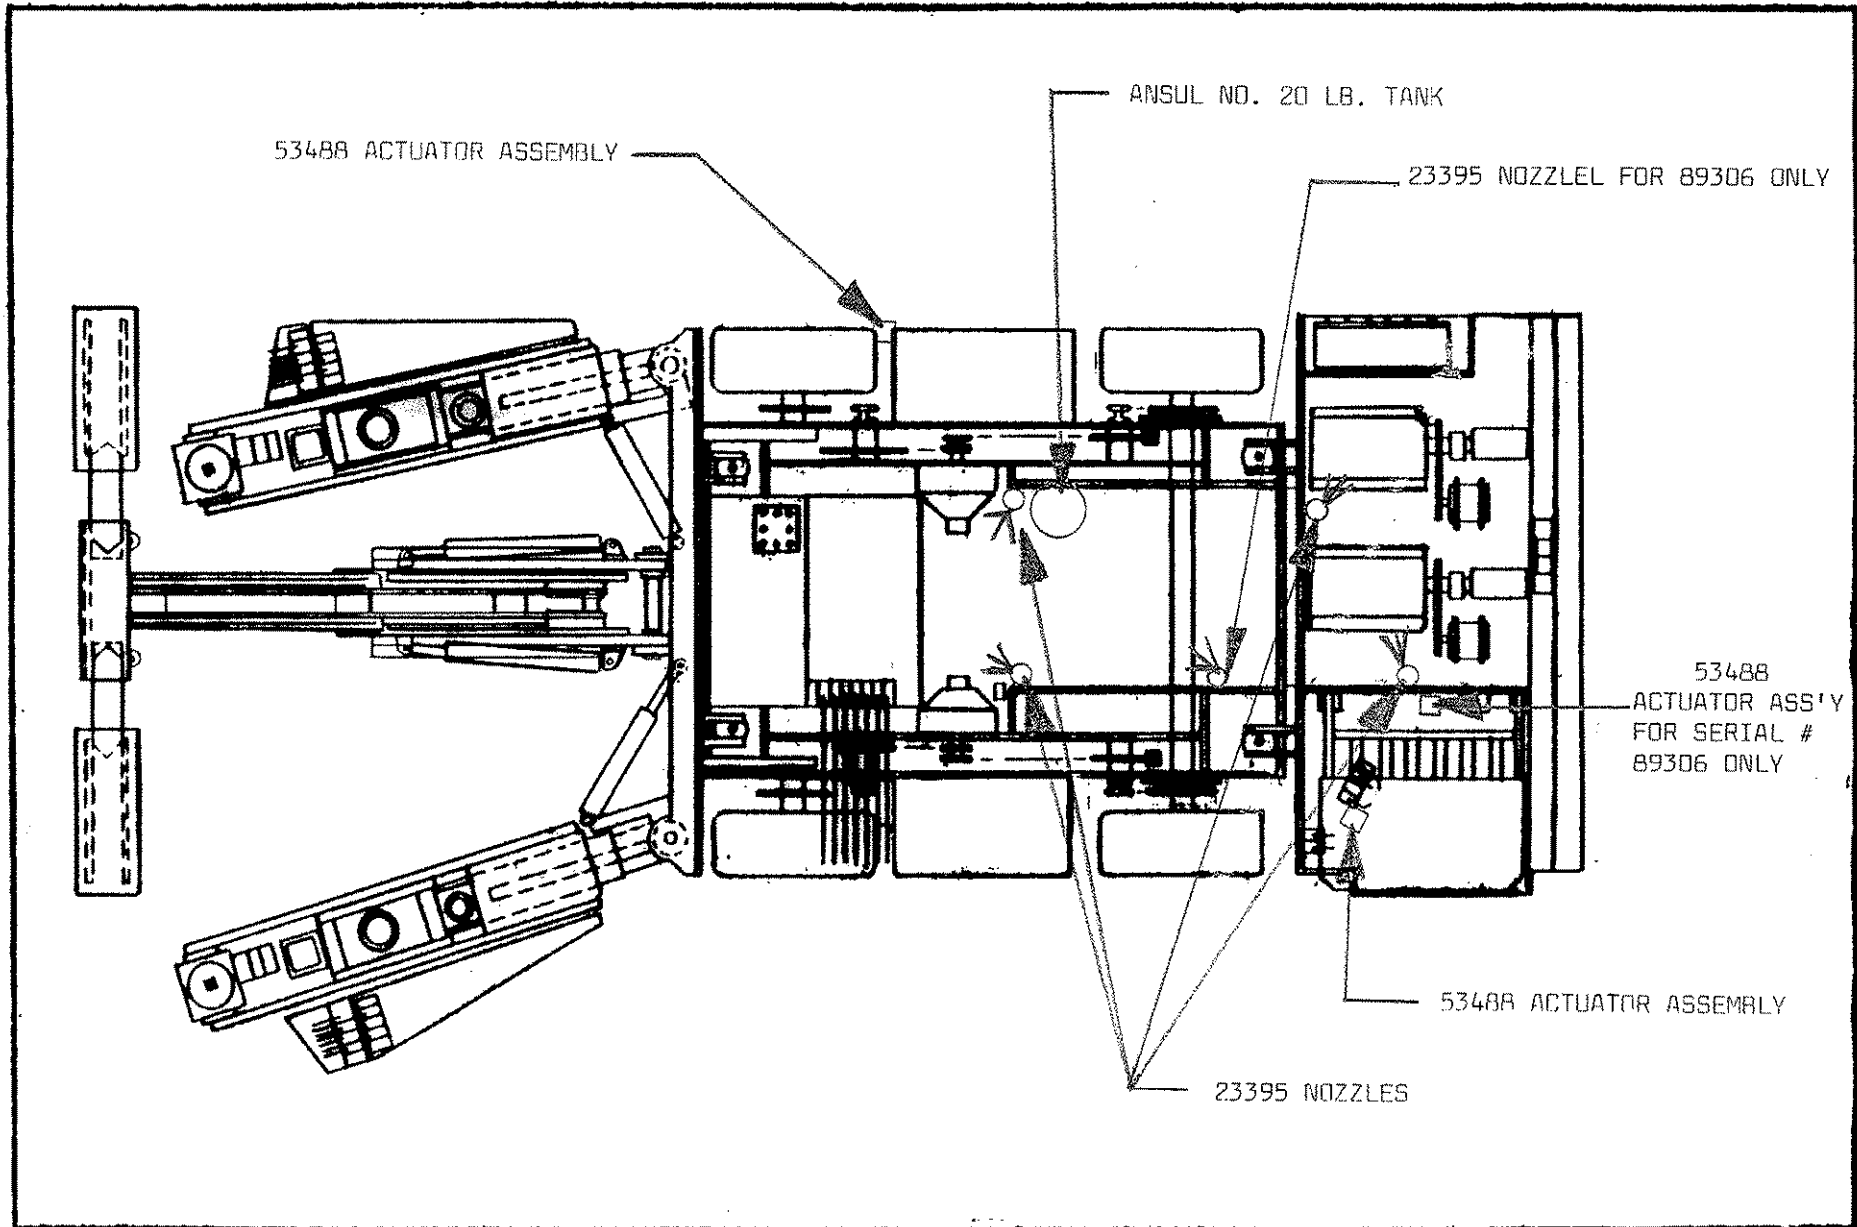 ANSUL NO. 20 LB. TANK
53488 ACTUATOR ASSEMBLY
23395 NOZZLEL FOR 89306 ONLY
53488
ACTUATOR ASS'Y
FOR SERIAL #
89306 ONLY
53488 ACTUATOR ASSEMBLY
23395 NOZZLES